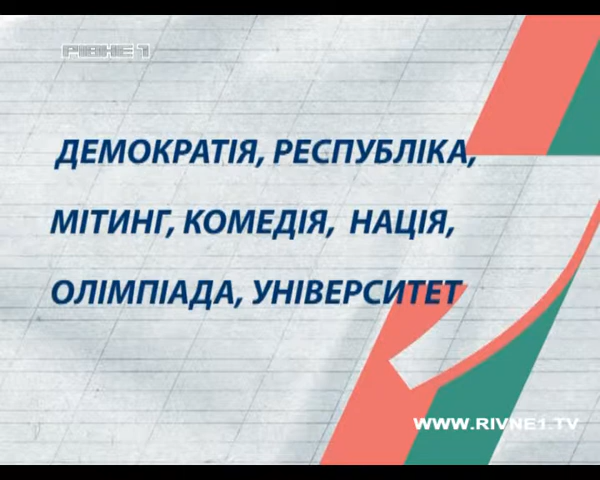 РІВНЕ 1
ДЕМОКРАТІЯ, РЕСПУБЛІКА,
МІТИНГ, КОМЕДІЯ, НАЦІЯ,
ОЛІМПІАДА, УНІВЕРСИТЕТ
WWW.RIVNE1.TV